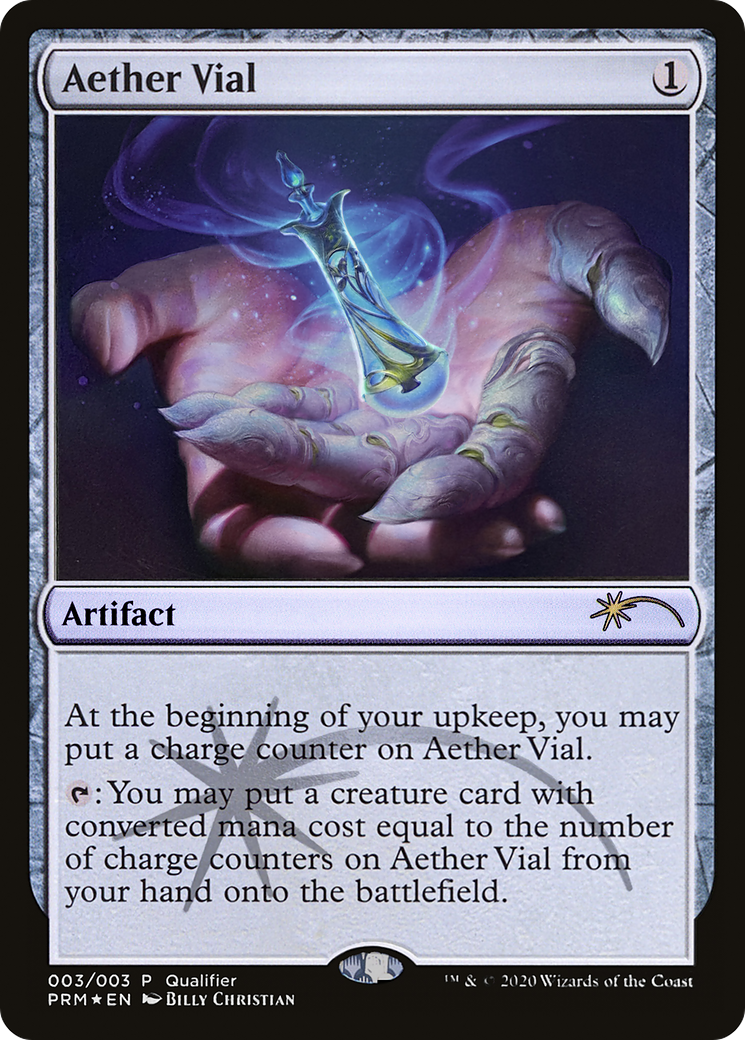 Aether Vial 1
Artifact
At the beginning of your upkeep, you may
put a charge counter on Aether Vial.
: You may put a creature card with
converted mana cost equal to the number
of charge counters on Aether Vial from
your hand onto the battlefield.
003/003 P Qualifier
PRM★EN Billy Christian
™ & © 2020 Wizards of the Coast